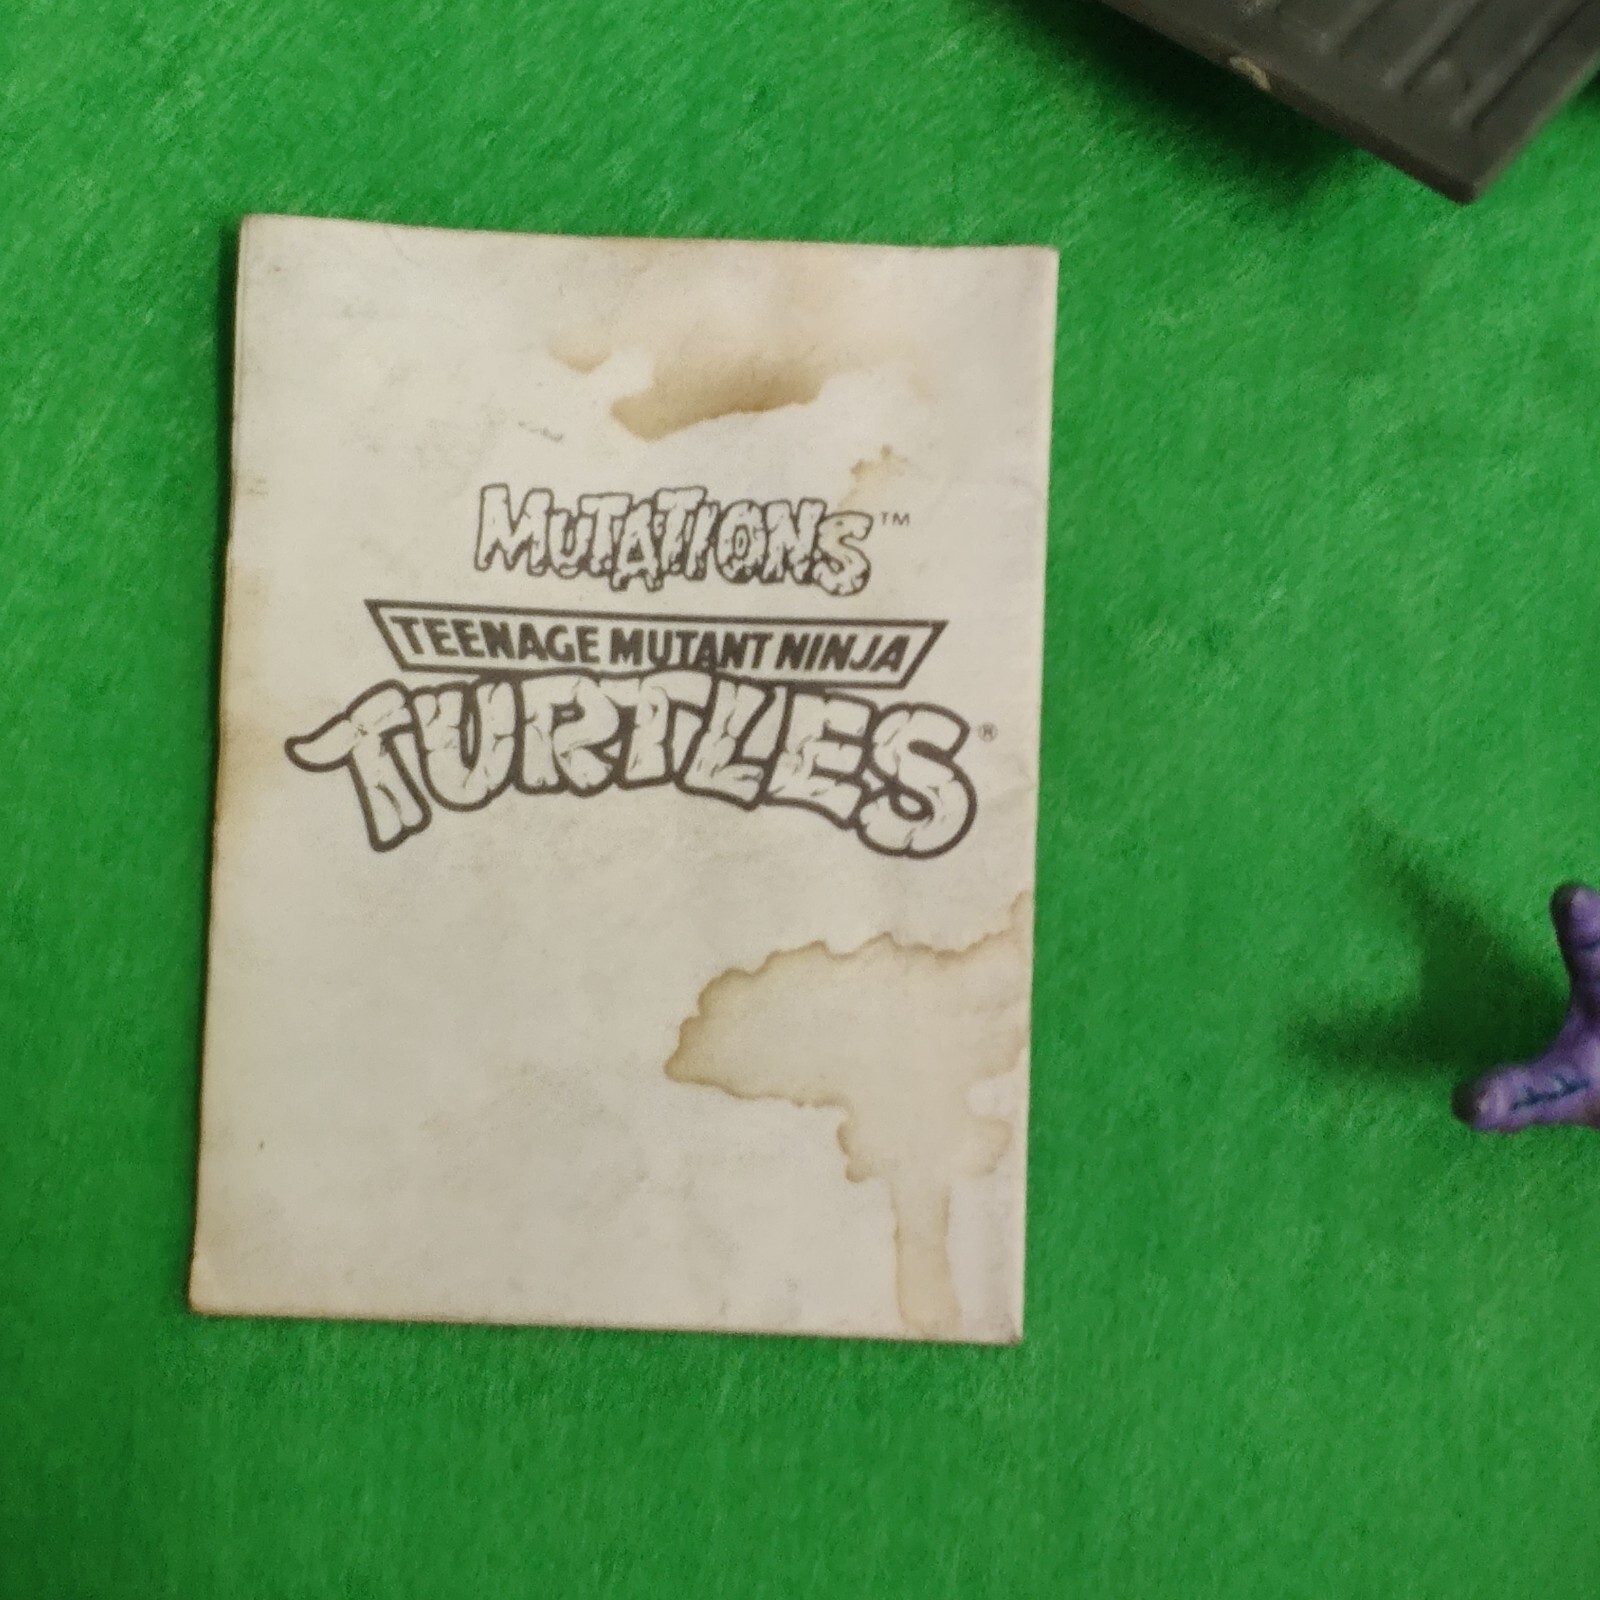 MUTATIONS™
TEENAGE MUTANT NINJA
TURTLES®